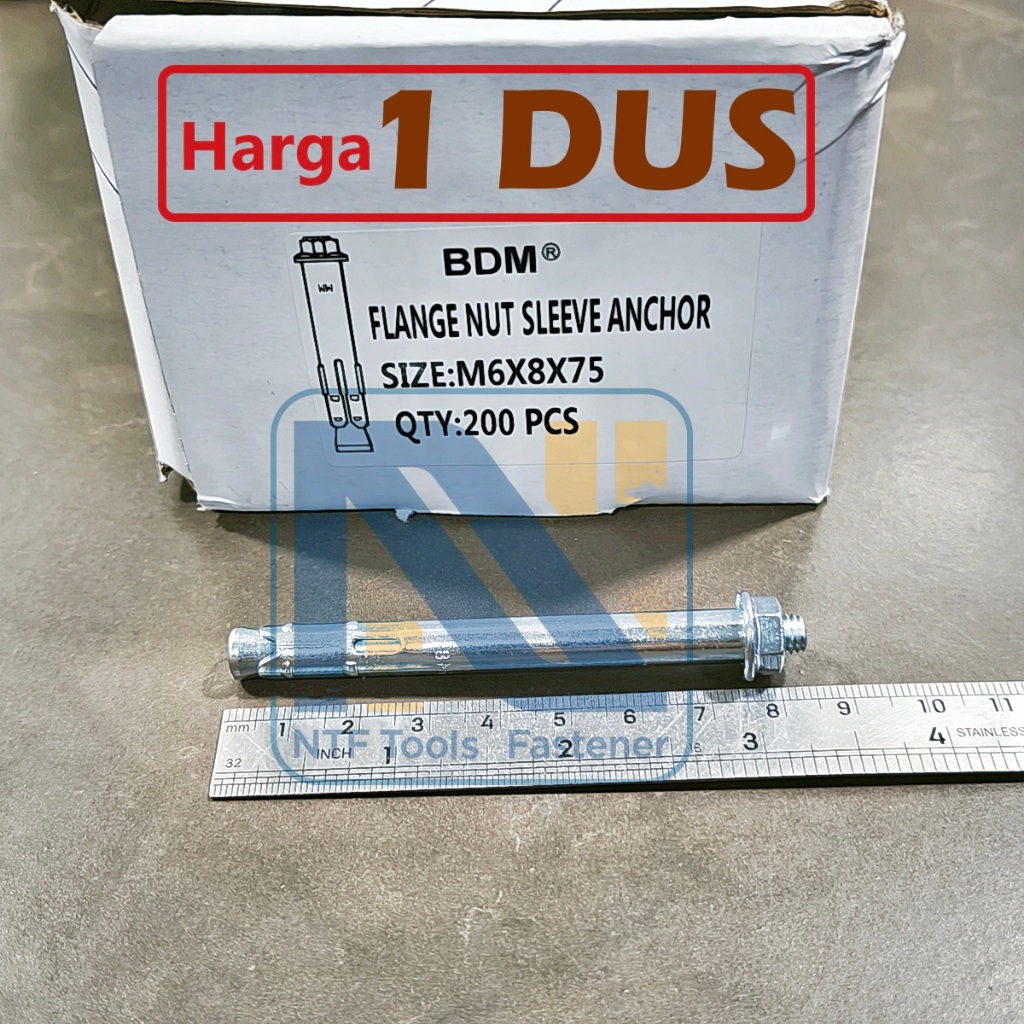 Harga 1 DUS
BDM®
FLANGE NUT SLEEVE ANCHOR
SIZE:M6X8X75
QTY:200 PCS
mm 1 2 3 4 5 6 7 8 9 10 11
NTF Tools Fastener
INCH 1 2 3 4 STAINLESS
32